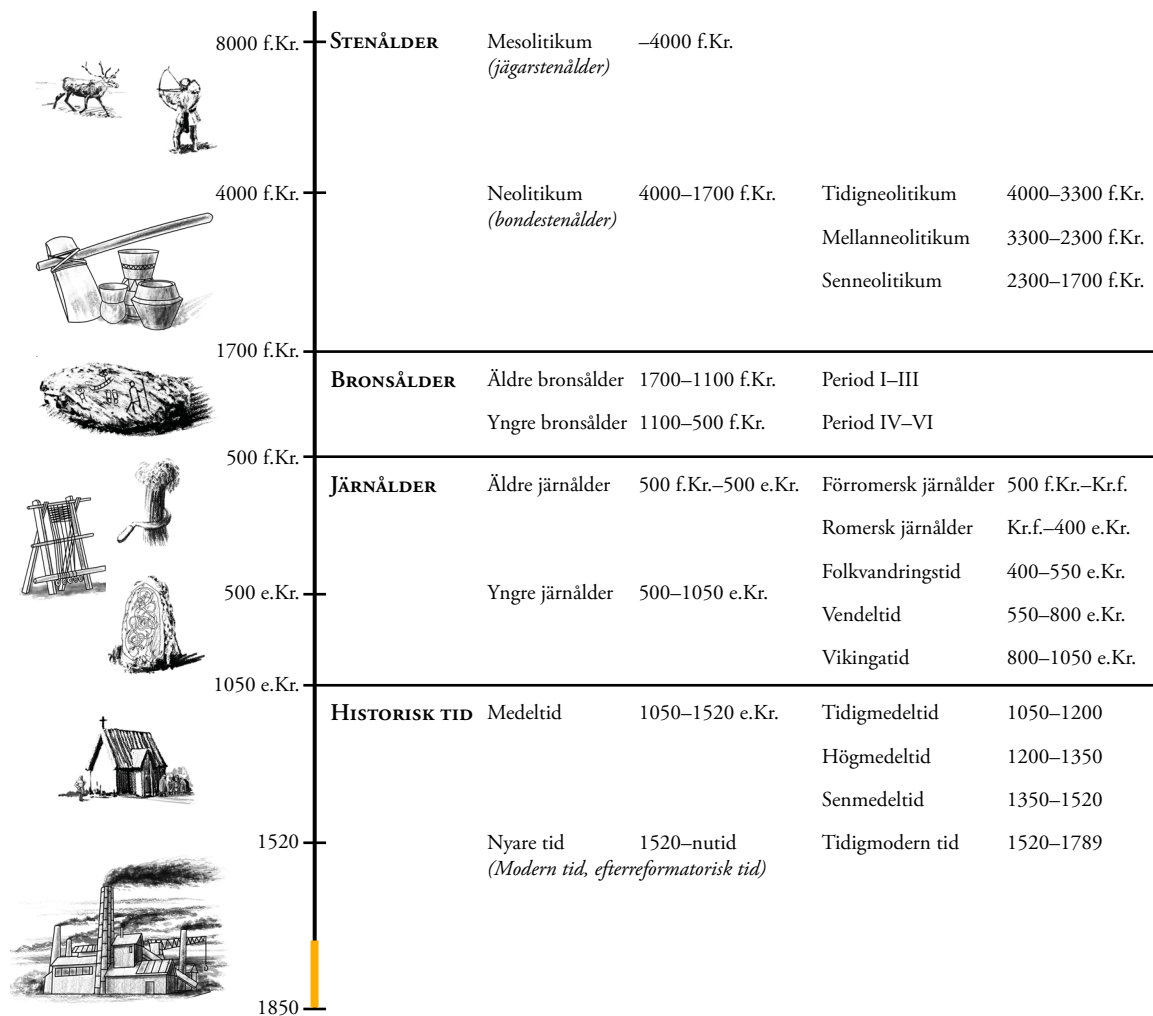 8000 f.Kr. STENÅLDER Mesolitikum –4000 f.Kr.
(jägarstenålder)
4000 f.Kr. Neolitikum 4000–1700 f.Kr. Tidigneolitikum 4000–3300 f.Kr.
(bondestenålder)
Mellanneolitikum 3300–2300 f.Kr.
Senneolitikum 2300–1700 f.Kr.
1700 f.Kr.
BRONSÅLDER Äldre bronsålder 1700–1100 f.Kr. Period I–III
Yngre bronsålder 1100–500 f.Kr. Period IV–VI
500 f.Kr.
JÄRNÅLDER Äldre järnålder 500 f.Kr.–500 e.Kr. Förromersk järnålder 500 f.Kr.–Kr.f.
Romersk järnålder Kr.f.–400 e.Kr.
Folkvandringstid 400–550 e.Kr.
500 e.Kr. Yngre järnålder 500–1050 e.Kr.
Vendeltid 550–800 e.Kr.
Vikingatid 800–1050 e.Kr.
1050 e.Kr.
HISTORISK TID Medeltid 1050–1520 e.Kr. Tidigmedeltid 1050–1200
Högmedeltid 1200–1350
Senmedeltid 1350–1520
1520 Nyare tid 1520–nutid Tidigmodern tid 1520–1789
(Modern tid, efterreformatorisk tid)
1850